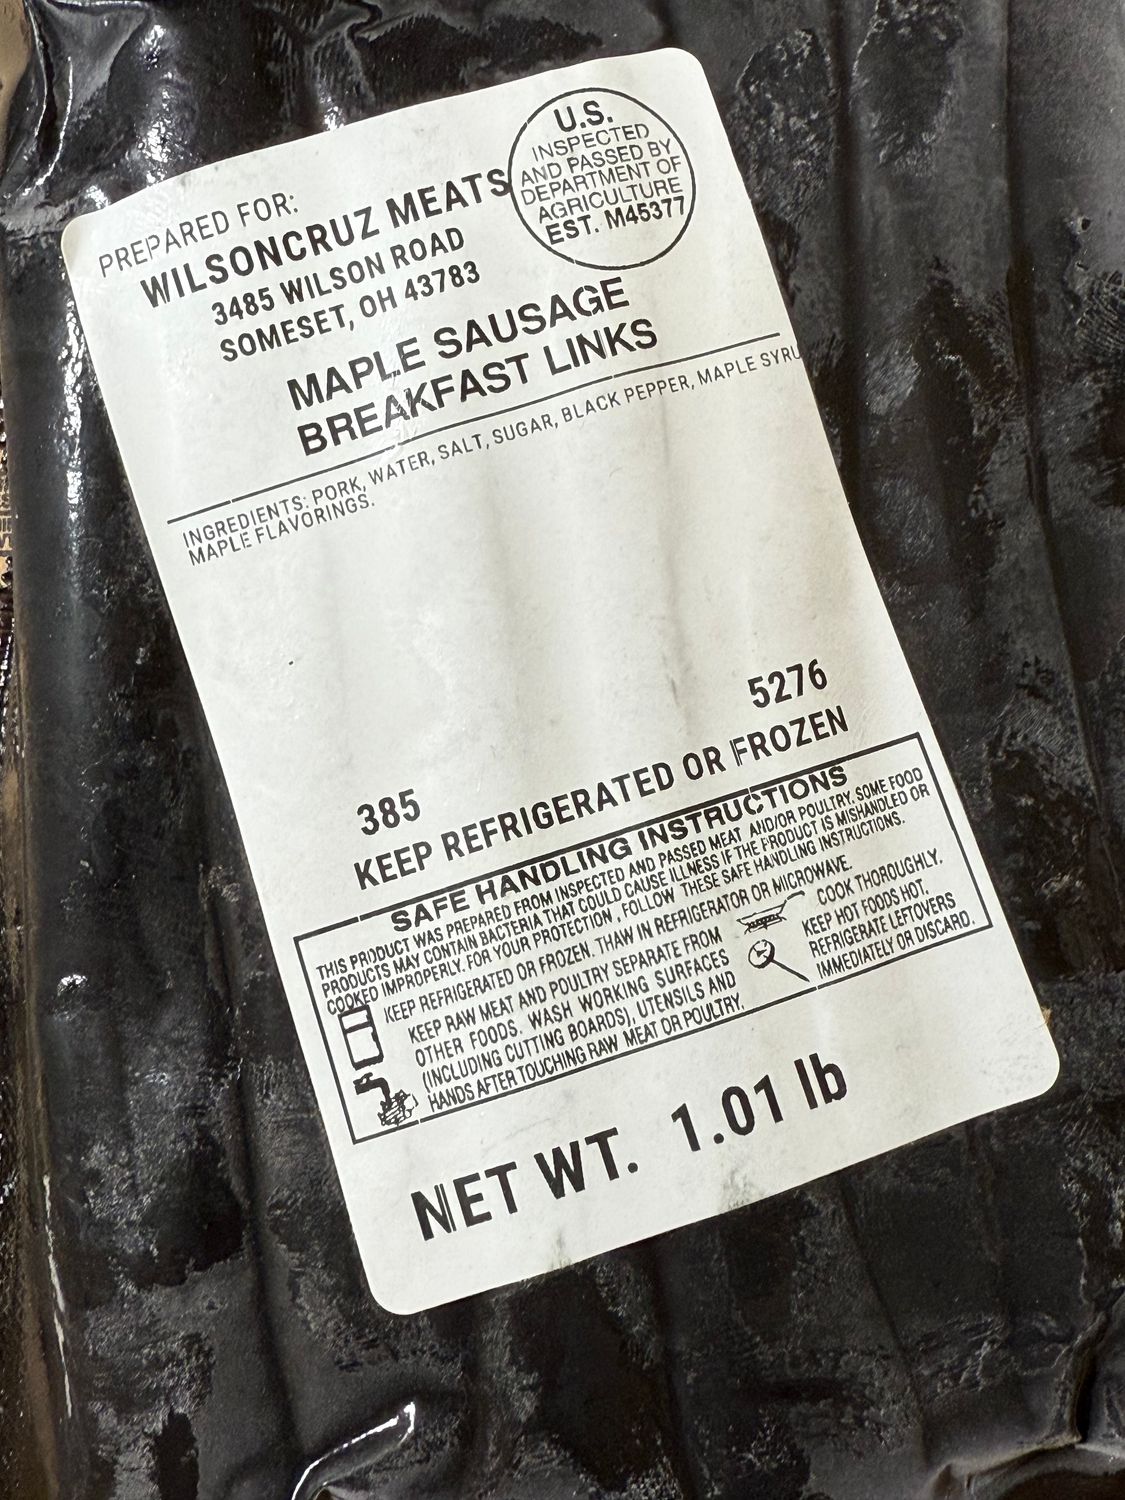 PREPARED FOR:
WILSONCRUZ MEATS
3485 WILSON ROAD
SOMESET, OH 43783
U.S.
INSPECTED
AND PASSED BY
DEPARTMENT OF
AGRICULTURE
EST. M45377
MAPLE SAUSAGE
BREAKFAST LINKS
INGREDIENTS: PORK, WATER, SALT, SUGAR, BLACK PEPPER, MAPLE SYRU
MAPLE FLAVORINGS.
5276
385
KEEP REFRIGERATED OR FROZEN
SAFE HANDLING INSTRUCTIONS
THIS PRODUCT WAS PREPARED FROM INSPECTED AND PASSED MEAT AND/OR POULTRY. SOME FOOD
PRODUCTS MAY CONTAIN BACTERIA THAT COULD CAUSE ILLNESS IF THE PRODUCT IS MISHANDLED OR
COOKED IMPROPERLY. FOR YOUR PROTECTION , FOLLOW THESE SAFE HANDLING INSTRUCTIONS.
KEEP REFRIGERATED OR FROZEN. THAW IN REFRIGERATOR OR MICROWAVE.
KEEP RAW MEAT AND POULTRY SEPARATE FROM
OTHER FOODS. WASH WORKING SURFACES
(INCLUDING CUTTING BOARDS), UTENSILS AND
HANDS AFTER TOUCHING RAW MEAT OR POULTRY.
COOK THOROUGHLY.
KEEP HOT FOODS HOT.
REFRIGERATE LEFTOVERS
IMMEDIATELY OR DISCARD.
NET WT. 1.01 lb